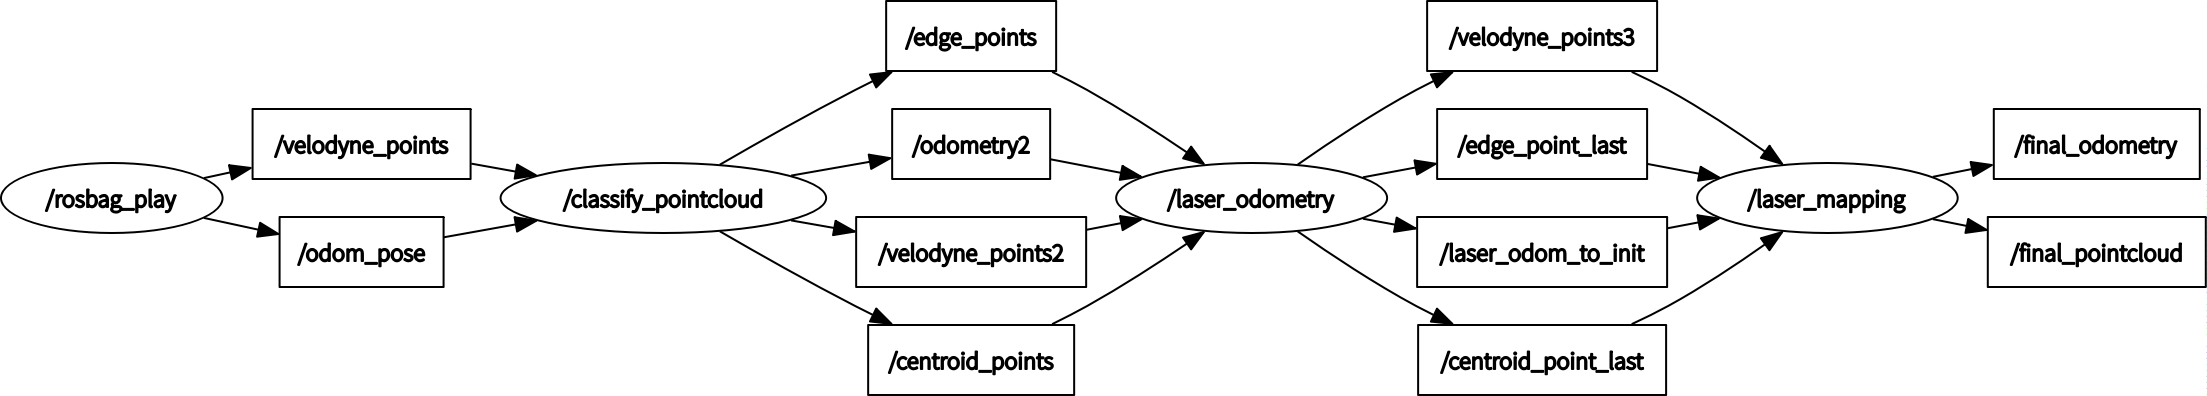 /rosbag_play
/velodyne_points
/odom_pose
/classify_pointcloud
/edge_points
/odometry2
/velodyne_points2
/centroid_points
/laser_odometry
/velodyne_points3
/edge_point_last
/laser_odom_to_init
/centroid_point_last
/laser_mapping
/final_odometry
/final_pointcloud